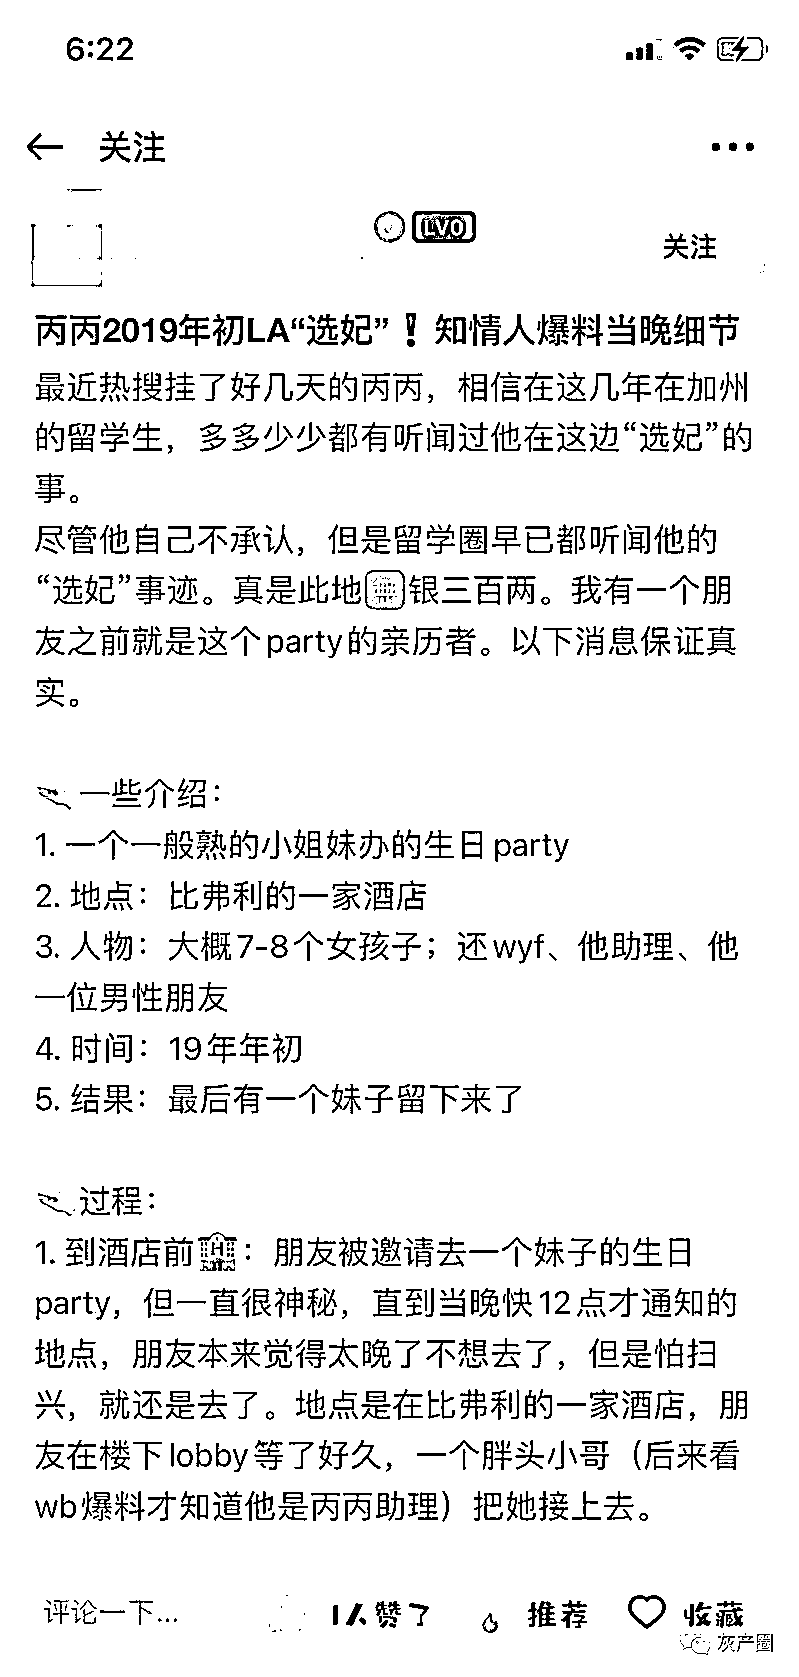 6:22
关注
LV0
关注
丙丙2019年初LA“选妃”❗知情人爆料当晚细节
最近热搜挂了好几天的丙丙，相信在这几年在加州
的留学生，多多少少都有听闻过他在这边“选妃”的
事。
尽管他自己不承认，但是留学圈早已都听闻他的
“选妃”事迹。真是此地🈚银三百两。我有一个朋
友之前就是这个party的亲历者。以下消息保证真
实。
一些介绍：
1. 一个一般熟的小姐妹办的生日party
2. 地点：比弗利的一家酒店
3. 人物：大概7-8个女孩子；还wyf、他助理、他
一位男性朋友
4. 时间：19年年初
5. 结果：最后有一个妹子留下来了
过程：
1. 到酒店前🏨：朋友被邀请去一个妹子的生日
party，但一直很神秘，直到当晚快12点才通知的
地点，朋友本来觉得太晚了不想去了，但是怕扫
兴，就还是去了。地点是在比弗利的一家酒店，朋
友在楼下lobby等了好久，一个胖头小哥（后来看
wb爆料才知道他是丙丙助理）把她接上去。
评论一下... 1人赞了 推荐 收藏
灰产圈